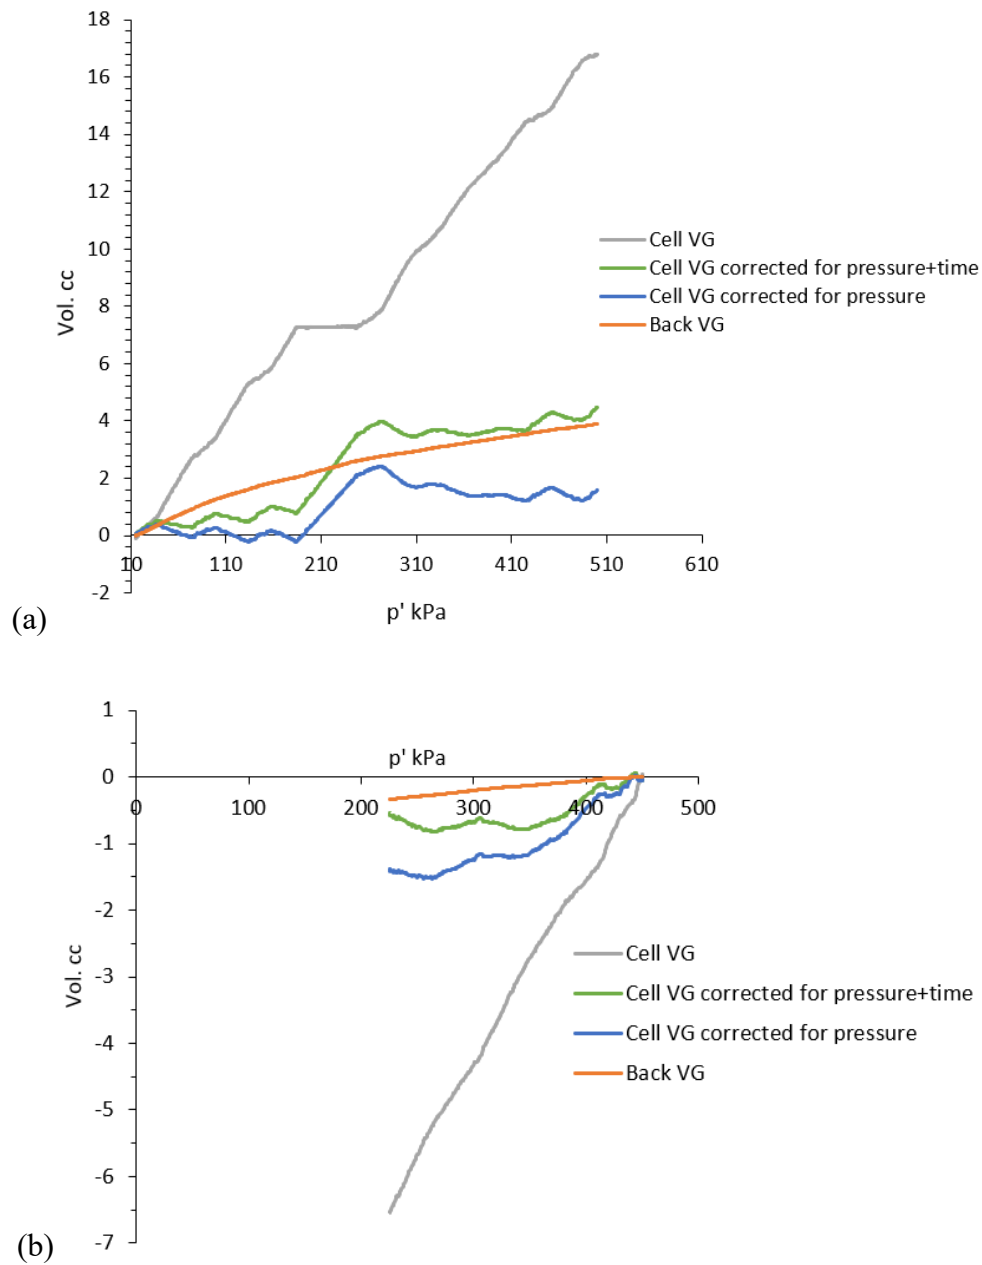 (a)
18
16
14
12
10
8
6
4
2
0
-2
Vol. cc
10 110 210 310 410 510 610
p' kPa
Cell VG
Cell VG corrected for pressure+time
Cell VG corrected for pressure
Back VG
(b)
1
0
-1
-2
-3
-4
-5
-6
-7
Vol. cc
p' kPa
0 100 200 300 400 500
Cell VG
Cell VG corrected for pressure+time
Cell VG corrected for pressure
Back VG